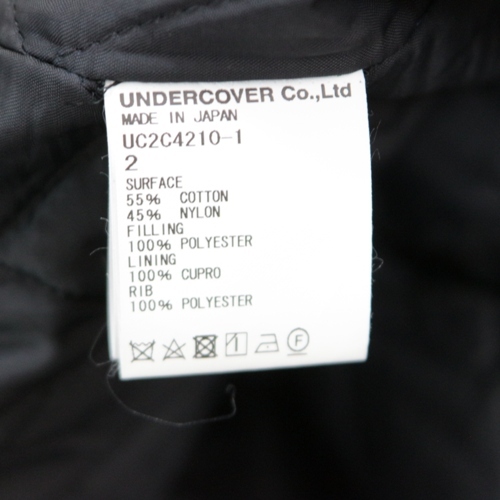 UNDERCOVER Co.,Ltd
MADE IN JAPAN
UC2C4210-1
2
SURFACE
55% COTTON
45% NYLON
FILLING
100% POLYESTER
LINING
100% CUPRO
RIB
100% POLYESTER
F